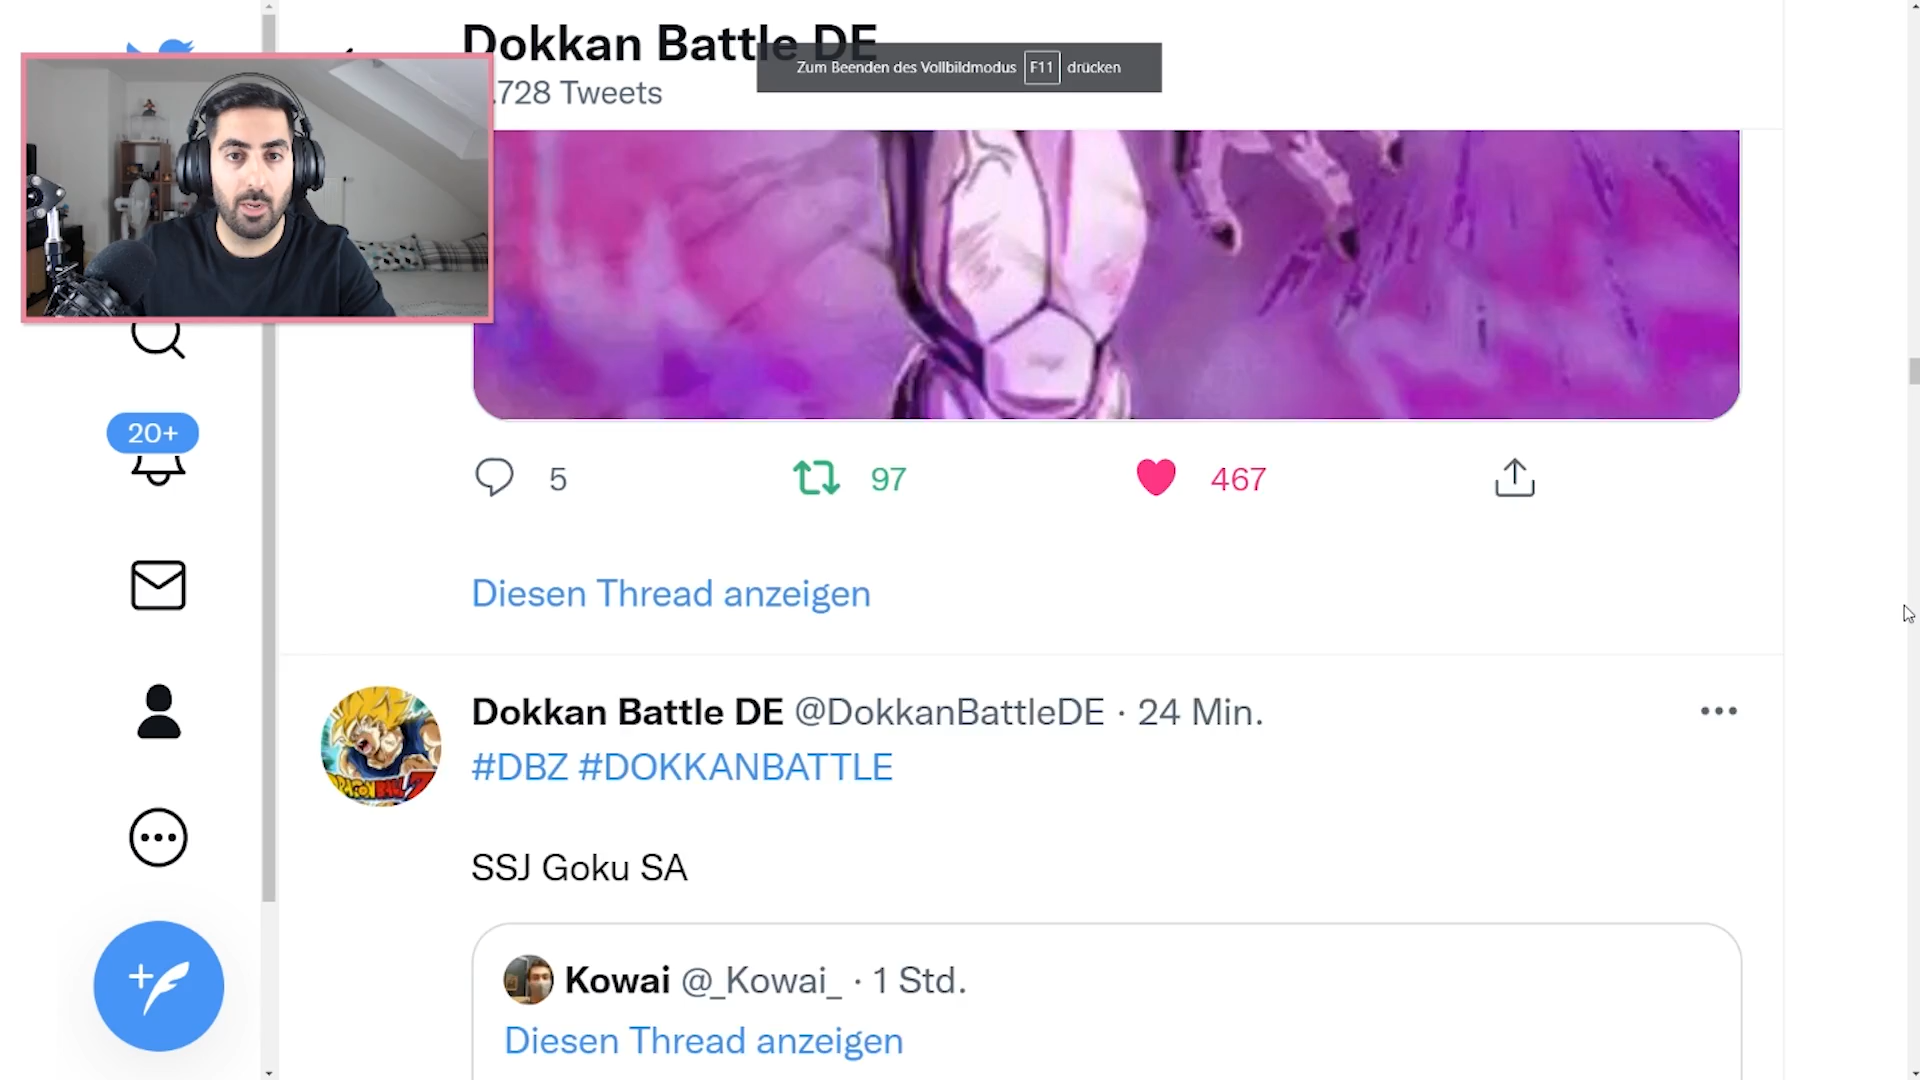 Dokkan Battle DE
.728 Tweets
Zum Beenden des Vollbildmodus F11 drücken
20+
5
97
467
Diesen Thread anzeigen
Dokkan Battle DE @DokkanBattleDE · 24 Min.
#DBZ #DOKKANBATTLE
SSJ Goku SA
Kowai @_Kowai_ · 1 Std.
Diesen Thread anzeigen